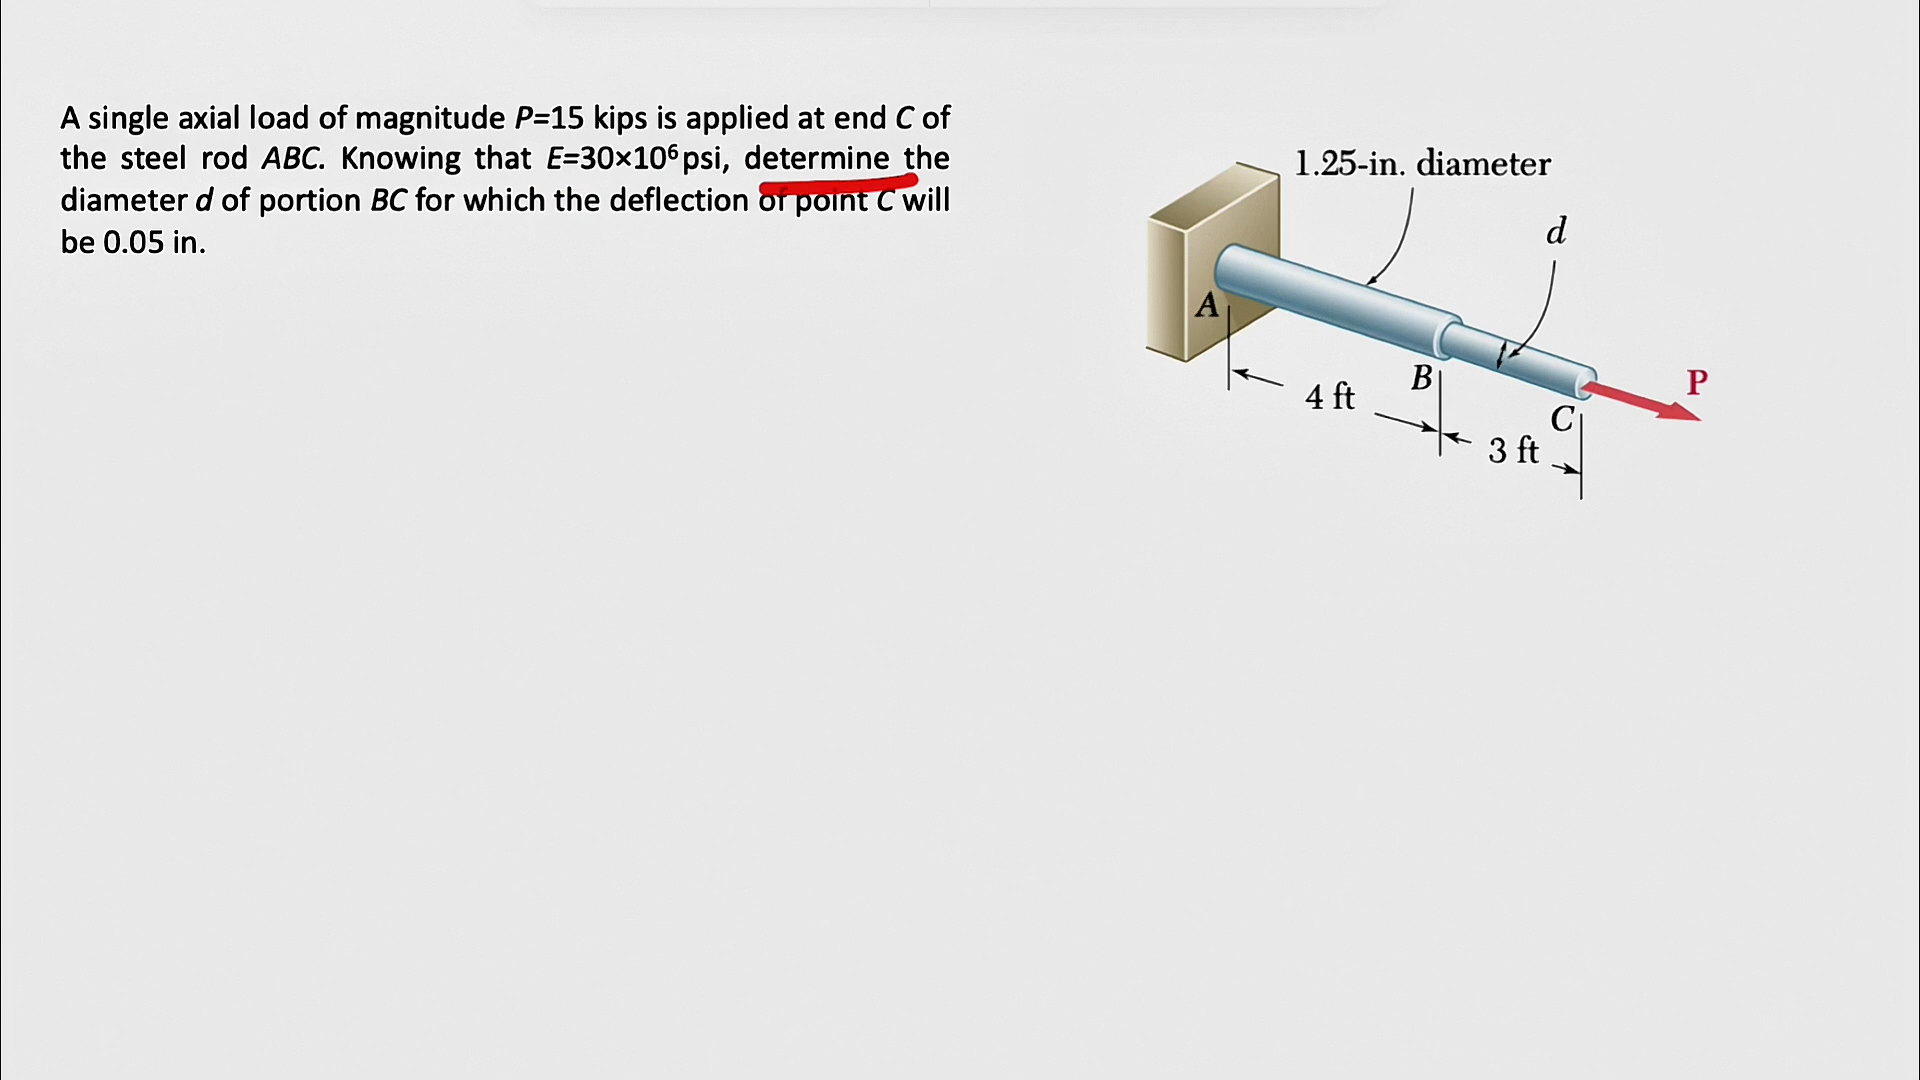 A single axial load of magnitude P=15 kips is applied at end C of
the steel rod ABC. Knowing that E=30×10⁶ psi, determine the
diameter d of portion BC for which the deflection of point C will
be 0.05 in.
1.25-in. diameter
d
A
B
P
4 ft
C
3 ft